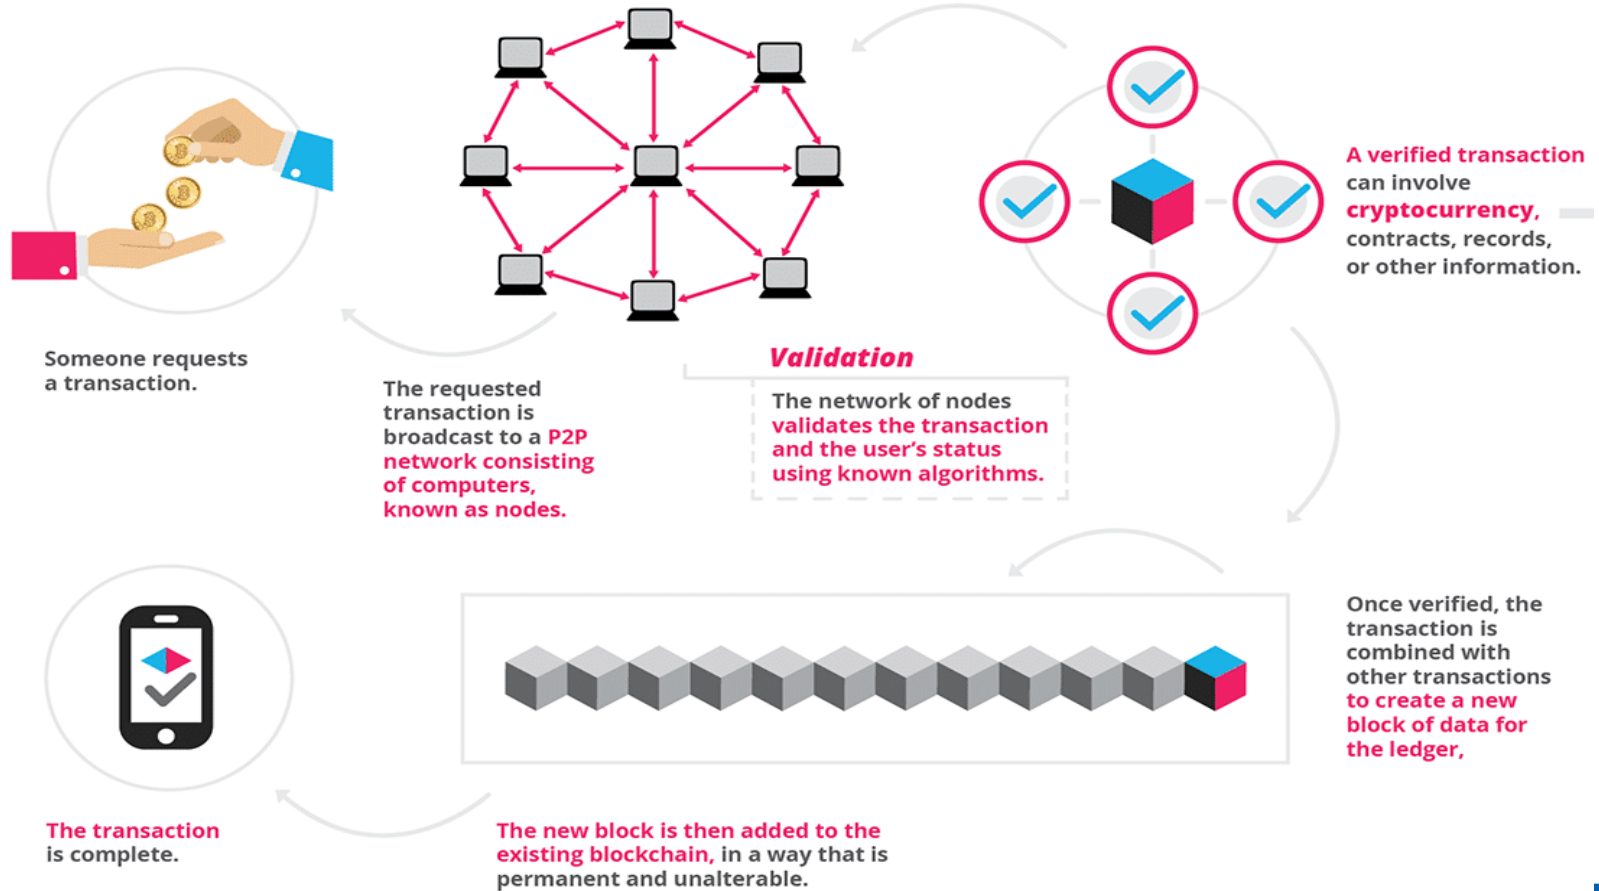 Someone requests
a transaction.
The requested
transaction is
broadcast to a P2P
network consisting
of computers,
known as nodes.
Validation
The network of nodes
validates the transaction
and the user’s status
using known algorithms.
A verified transaction
can involve
cryptocurrency,
contracts, records,
or other information.
Once verified, the
transaction is
combined with
other transactions
to create a new
block of data for
the ledger,
The new block is then added to the
existing blockchain, in a way that is
permanent and unalterable.
The transaction
is complete.